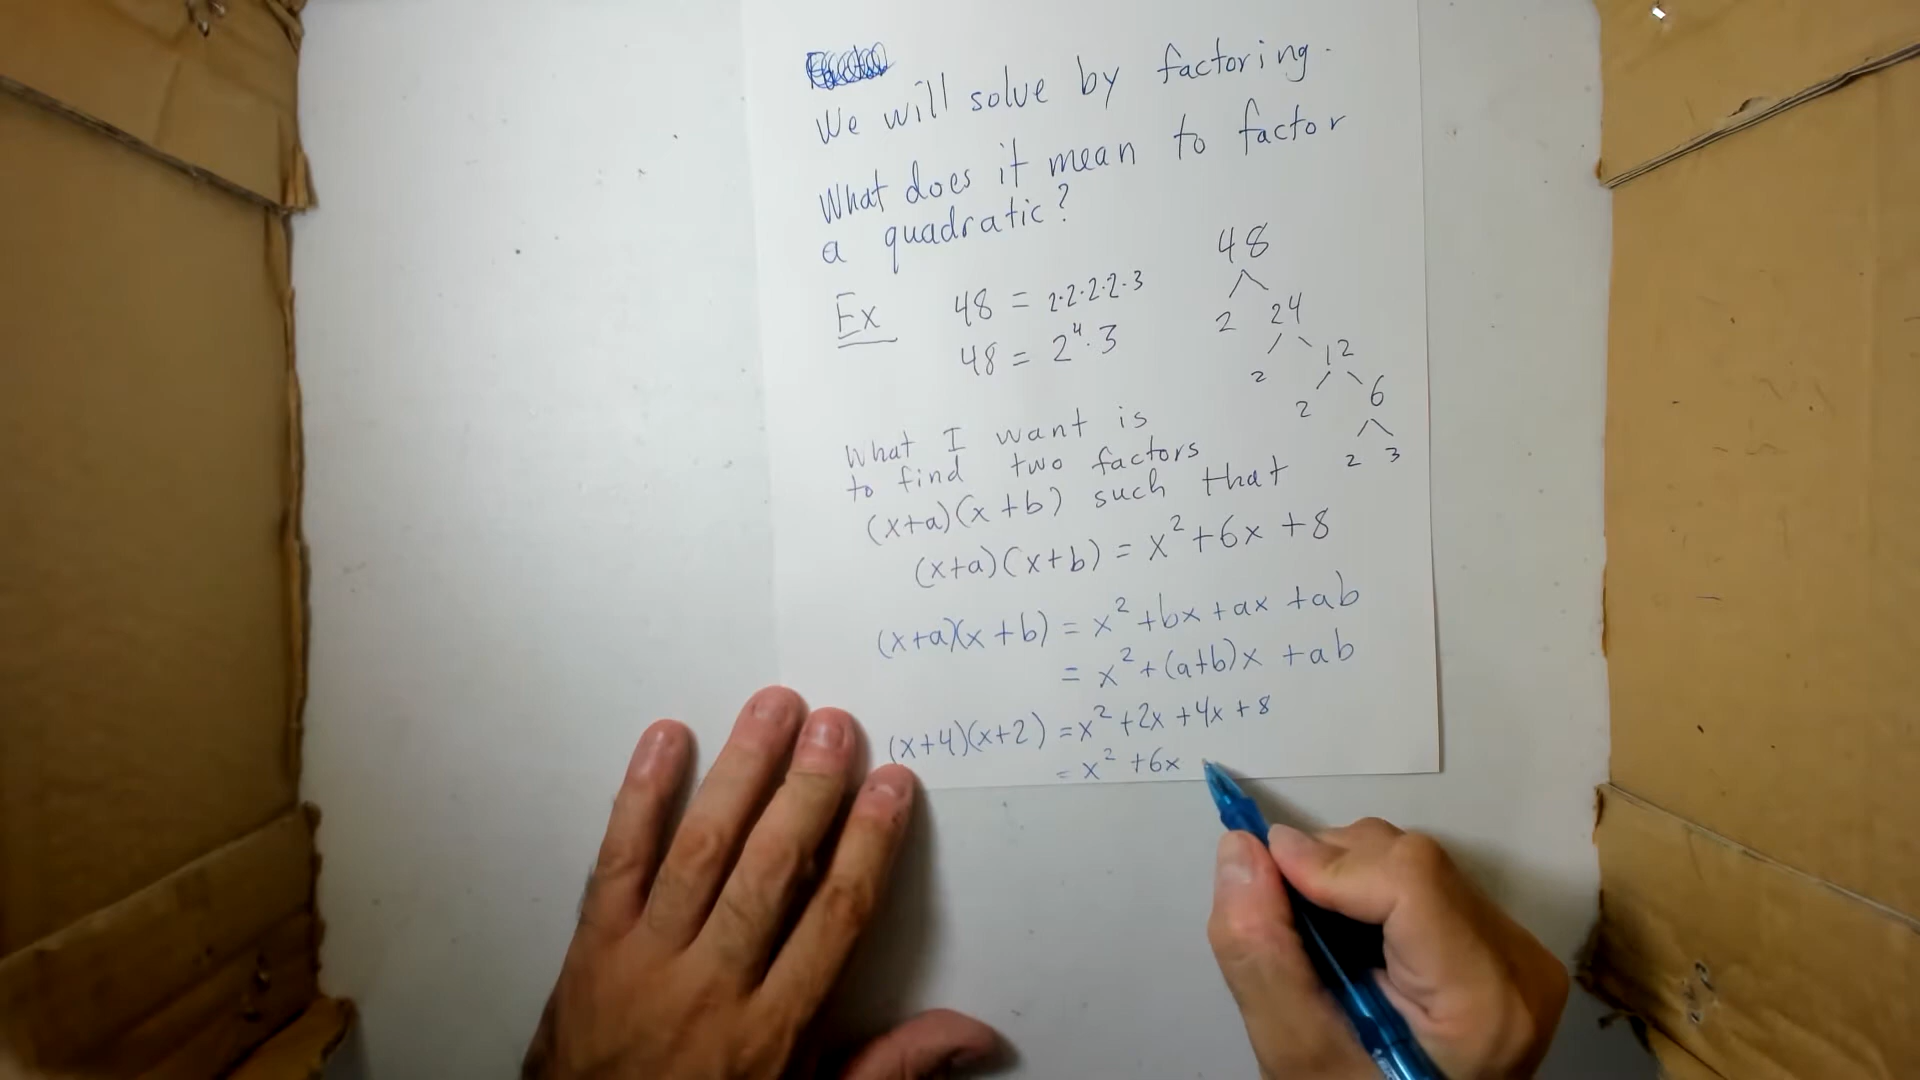 We will solve by factoring.
What does it mean to factor
a quadratic?
Ex
48 = 2·2·2·2·3
48 = 2⁴·3
48
2 24
2 12
2 6
2 3
What I want is
to find two factors
(x+a)(x+b) such that
(x+a)(x+b) = x²+6x+8
(x+a)(x+b) = x²+bx+ax+ab
= x²+(a+b)x+ab
(x+4)(x+2) = x²+2x+4x+8
= x²+6x